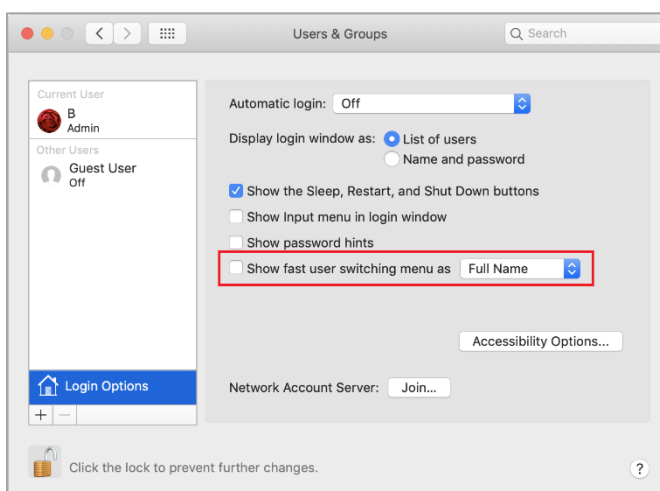 Users & Groups
Search
Current User
B
Admin
Other Users
Guest User
Off
Login Options
+ −
Automatic login: Off
Display login window as: List of users
Name and password
Show the Sleep, Restart, and Shut Down buttons
Show Input menu in login window
Show password hints
Show fast user switching menu as Full Name
Accessibility Options...
Network Account Server: Join...
Click the lock to prevent further changes.
?